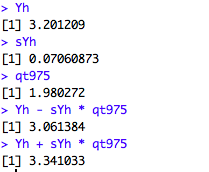 > Yh
[1] 3.201209
> sYh
[1] 0.07060873
> qt975
[1] 1.980272
> Yh - sYh * qt975
[1] 3.061384
> Yh + sYh * qt975
[1] 3.341033